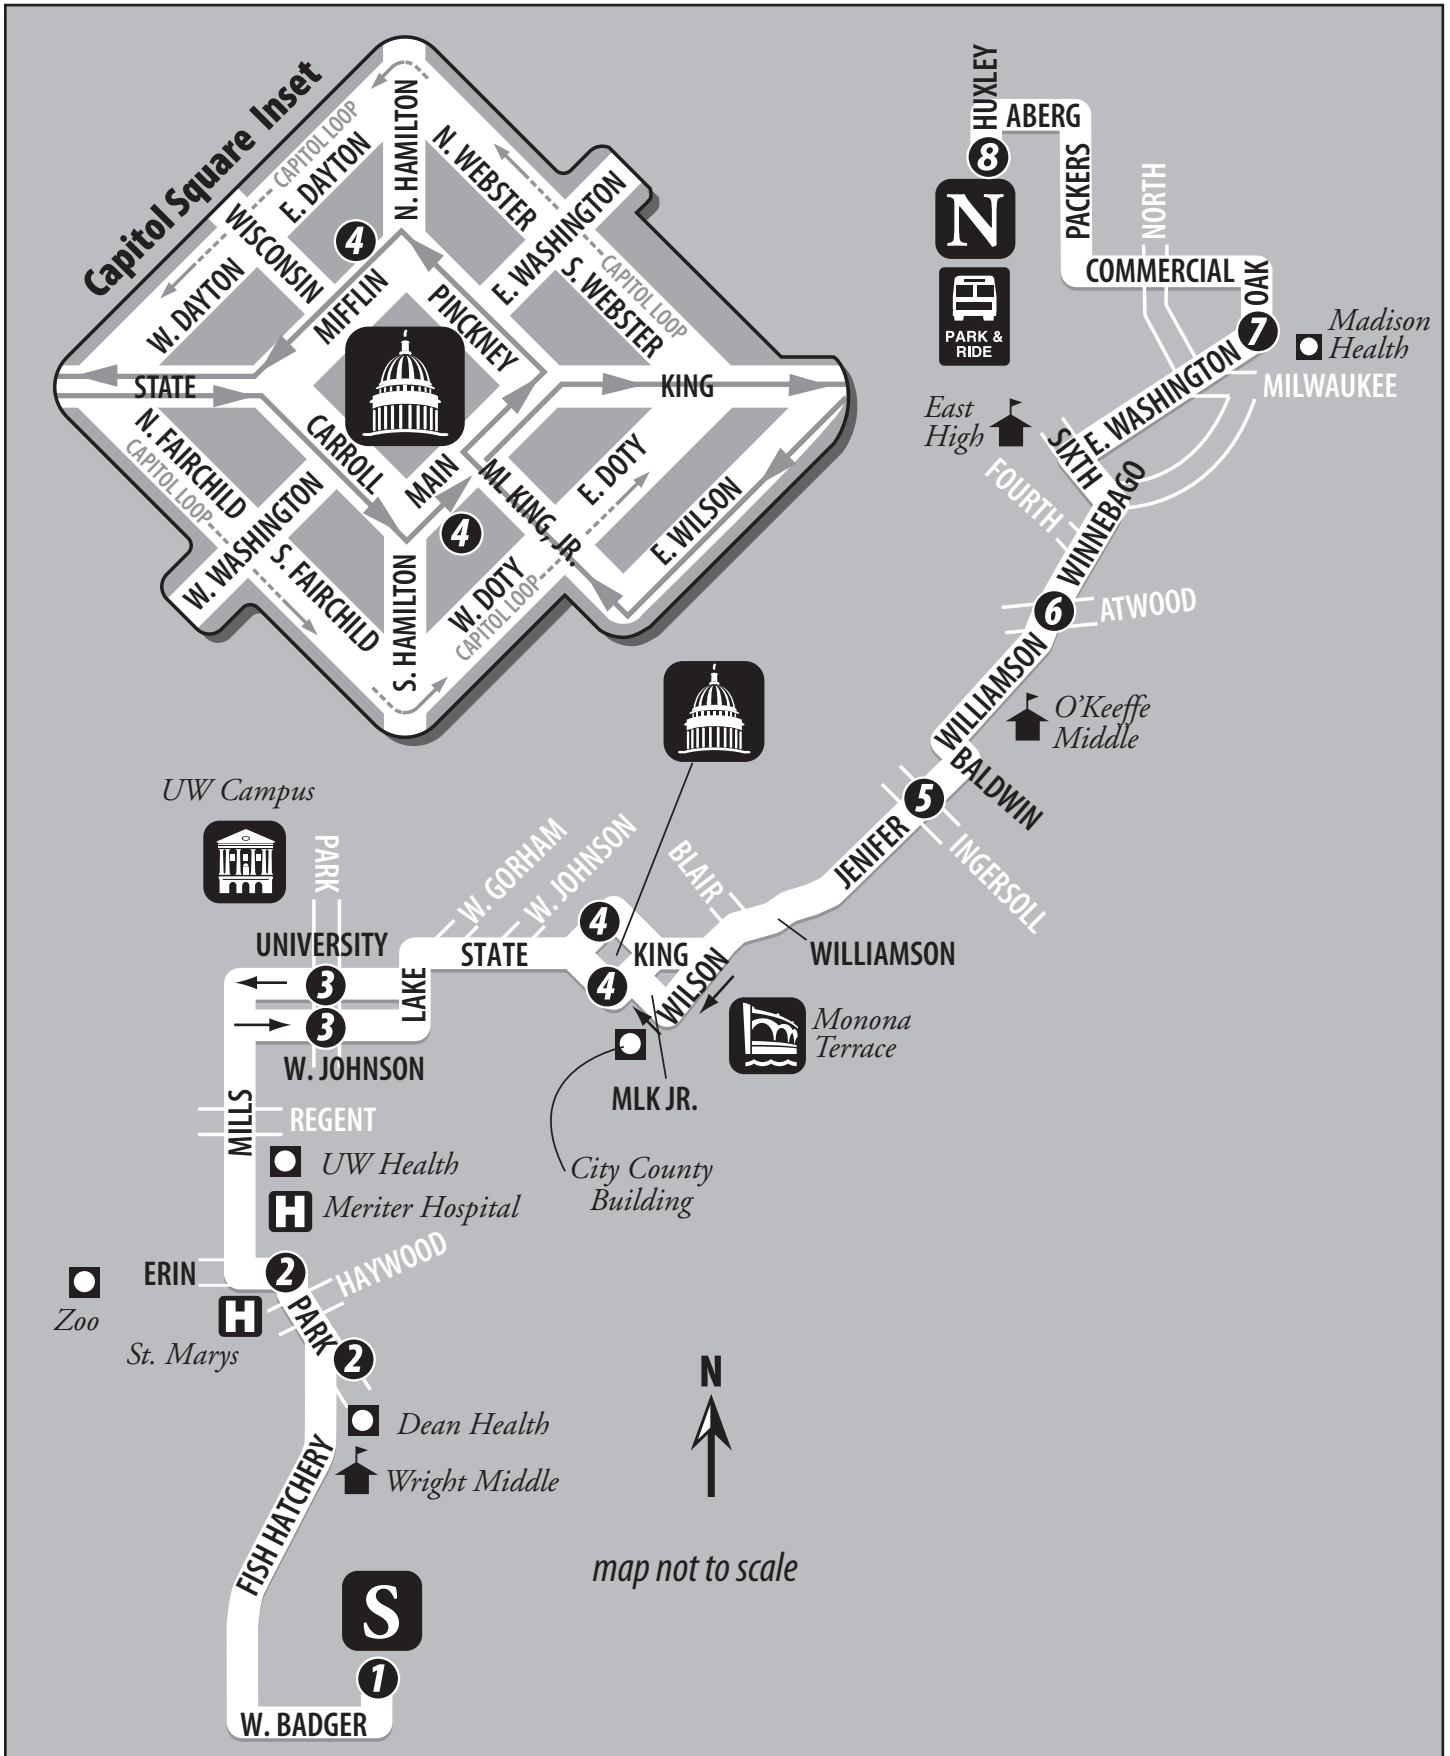 Capitol Square Inset
CAPITOL LOOP
E. DAYTON
N. HAMILTON
N. WEBSTER
E. WASHINGTON
WISCONSIN
4
W. DAYTON
MIFFLIN
PINCKNEY
CAPITOL LOOP
S. WEBSTER
STATE
KING
N. FAIRCHILD
CAPITOL LOOP
CARROLL
MAIN
4
ML KING, JR.
E. DOTY
E. WILSON
W. WASHINGTON
S. FAIRCHILD
S. HAMILTON
W. DOTY
CAPITOL LOOP
HUXLEY
ABERG
8
N
PARK &
RIDE
PACKERS
NORTH
COMMERCIAL
OAK
7
Madison
Health
E. WASHINGTON
MILWAUKEE
East
High
SIXTH
FOURTH
WINNEBAGO
6
ATWOOD
WILLIAMSON
O'Keeffe
Middle
BALDWIN
5
JENIFER
INGERSOLL
UW Campus
PARK
W. GORHAM
W. JOHNSON
BLAIR
UNIVERSITY
STATE
4
KING
WILLIAMSON
3
LAKE
4
WILSON
3
W. JOHNSON
Monona
Terrace
MLK JR.
MILLS
REGENT
UW Health
H
Meriter Hospital
City County
Building
ERIN
2
HAYWOOD
Zoo
H
St. Marys
PARK
2
N
Dean Health
Wright Middle
FISH HATCHERY
map not to scale
S
1
W. BADGER